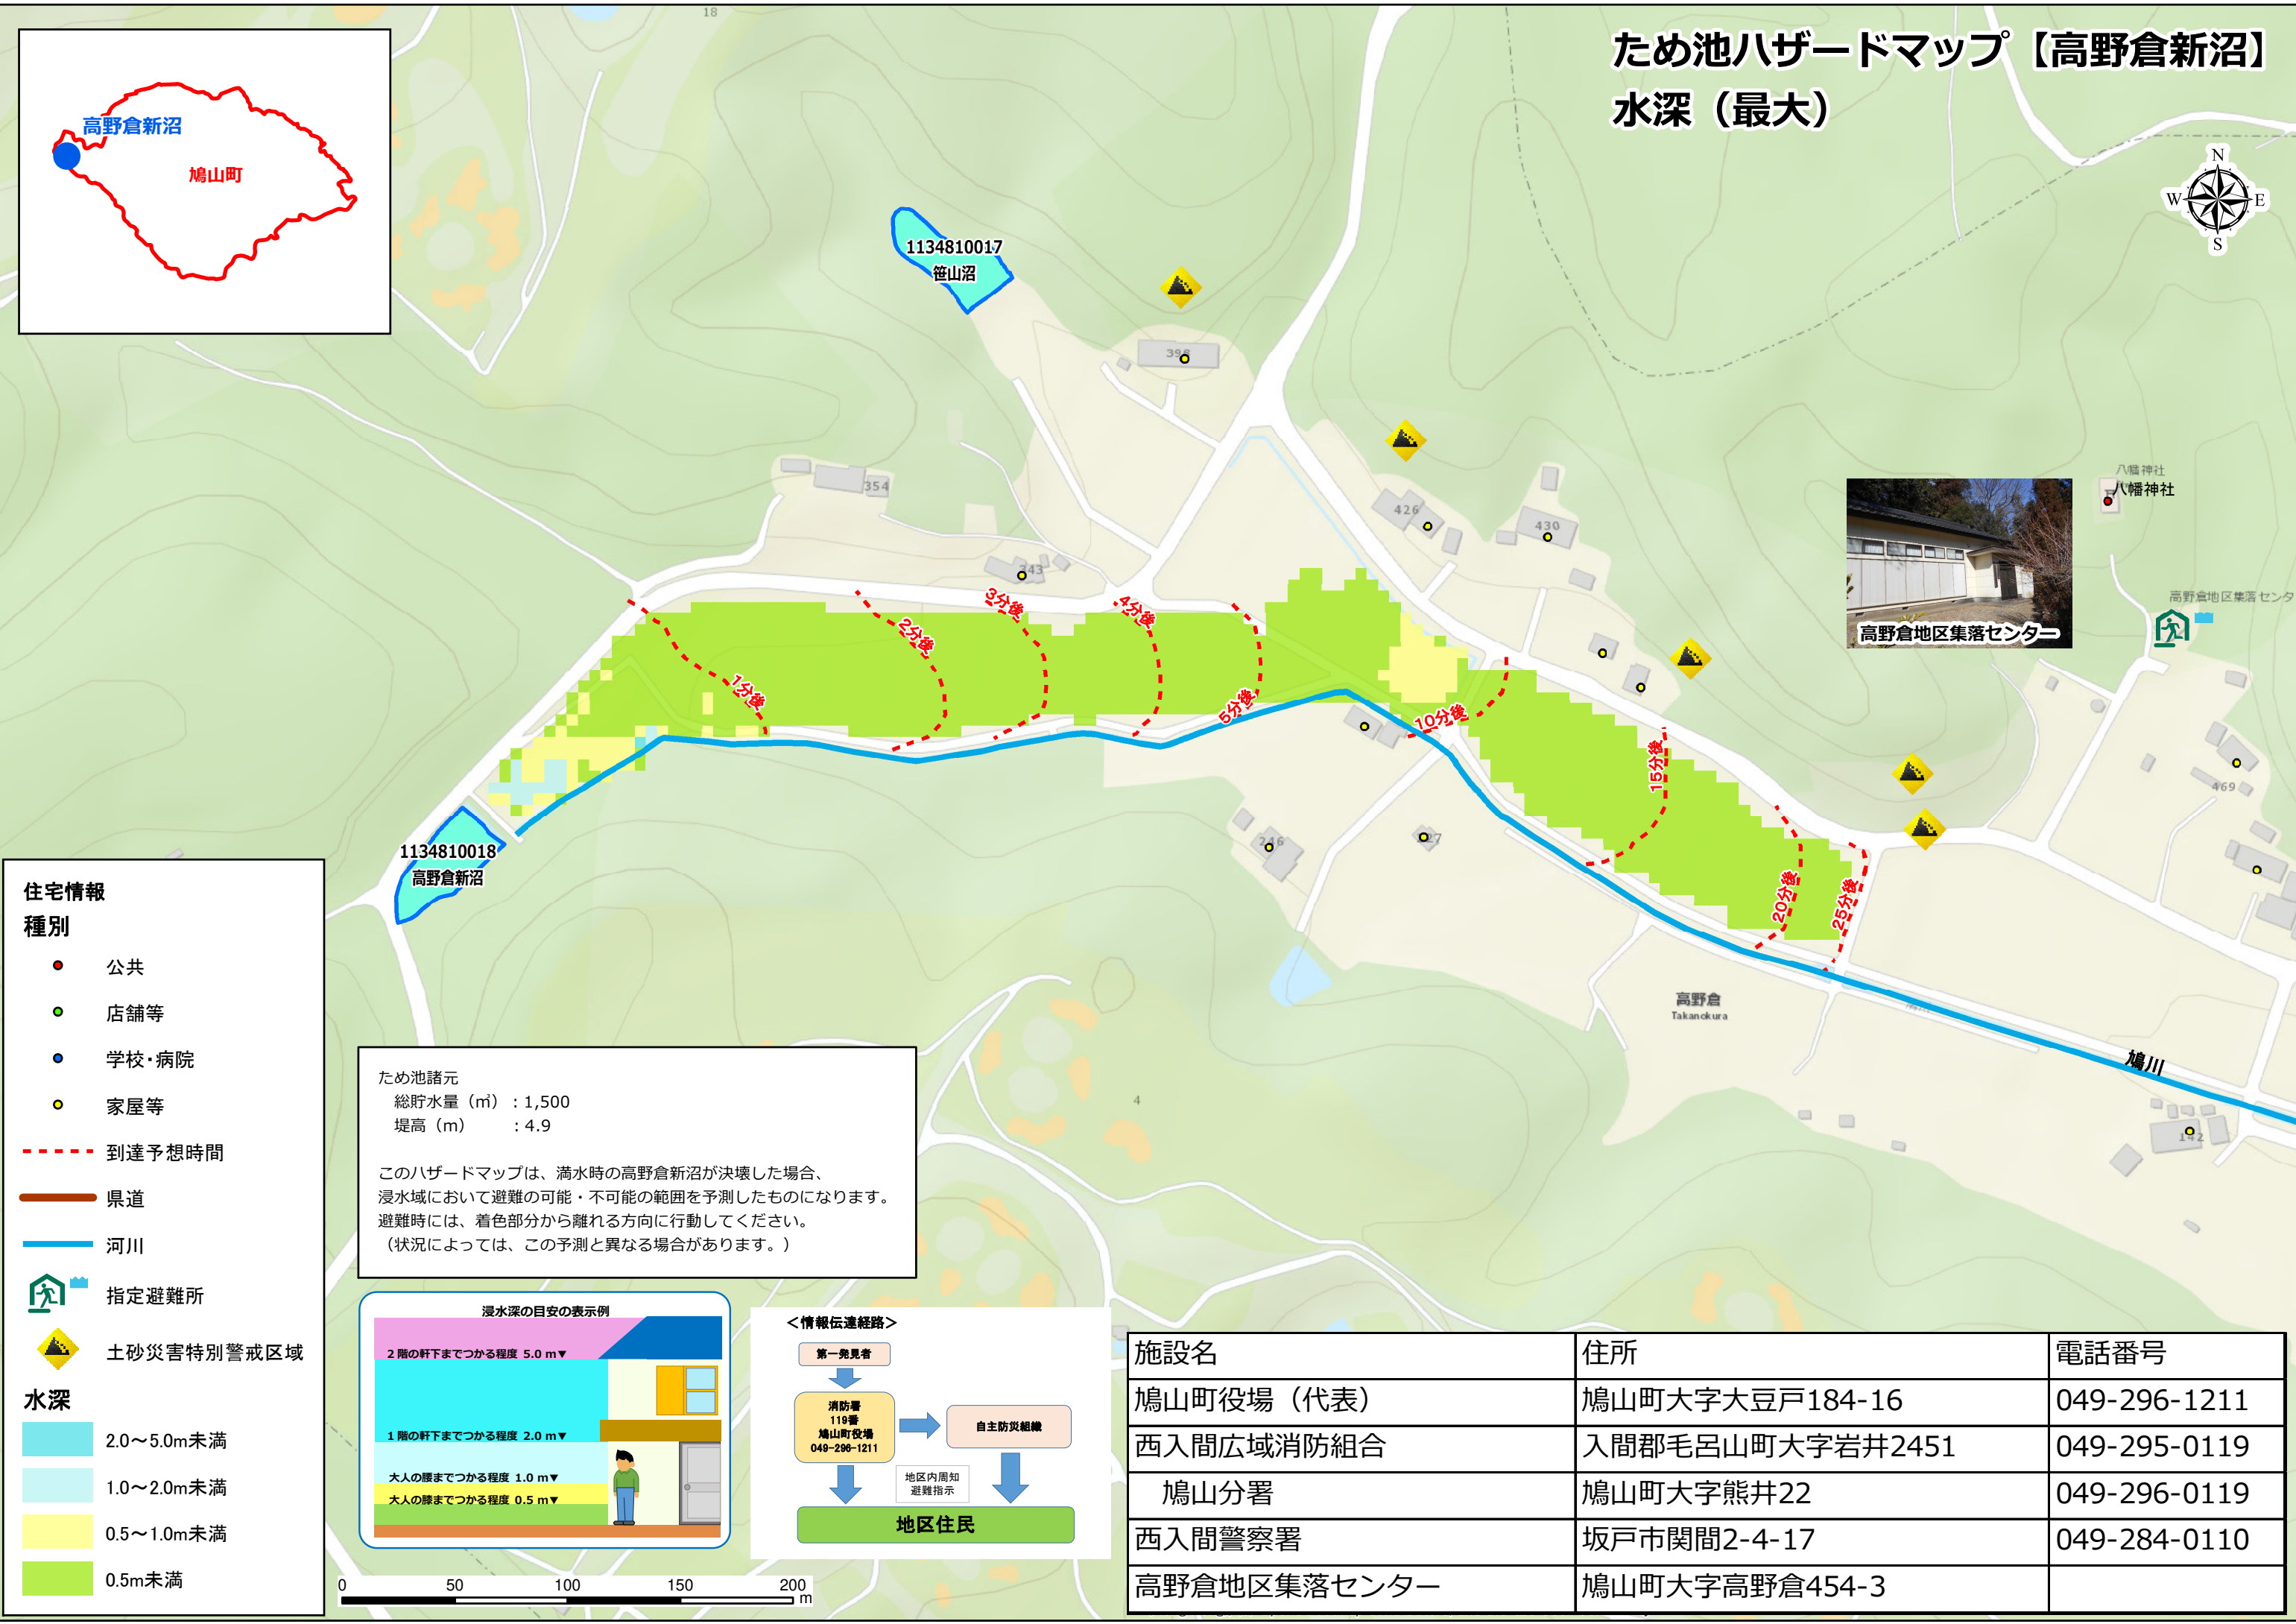 ため池ハザードマップ【高野倉新沼】
水深（最大）
高野倉新沼
鳩山町
18
N
W
E
S
1134810017
笹山沼
398
354
343
426
430
八幡神社
八幡神社
高野倉地区集落センタ
高野倉地区集落センター
1分後
2分後
3分後
4分後
5分後
10分後
15分後
20分後
25分後
469
246
27
1134810018
高野倉新沼
高野倉
Takanokura
鳩川
142
4
住宅情報
種別
公共
店舗等
学校・病院
家屋等
到達予想時間
県道
河川
指定避難所
土砂災害特別警戒区域
水深
2.0～5.0m未満
1.0～2.0m未満
0.5～1.0m未満
0.5m未満
ため池諸元
総貯水量（㎥）：1,500
堤高（m）　　：4.9
このハザードマップは、満水時の高野倉新沼が決壊した場合、
浸水域において避難の可能・不可能の範囲を予測したものになります。
避難時には、着色部分から離れる方向に行動してください。
（状況によっては、この予測と異なる場合があります。）
浸水深の目安の表示例
2 階の軒下までつかる程度 5.0 m▼
1 階の軒下までつかる程度 2.0 m▼
大人の腰までつかる程度 1.0 m▼
大人の膝までつかる程度 0.5 m▼
＜情報伝達経路＞
第一発見者
消防署
119番
鳩山町役場
049-296-1211
自主防災組織
地区内周知
避難指示
地区住民
0 50 100 150 200
m
施設名 住所 電話番号
鳩山町役場（代表） 鳩山町大字大豆戸184-16 049-296-1211
西入間広域消防組合 入間郡毛呂山町大字岩井2451 049-295-0119
鳩山分署 鳩山町大字熊井22 049-296-0119
西入間警察署 坂戸市関間2-4-17 049-284-0110
高野倉地区集落センター 鳩山町大字高野倉454-3